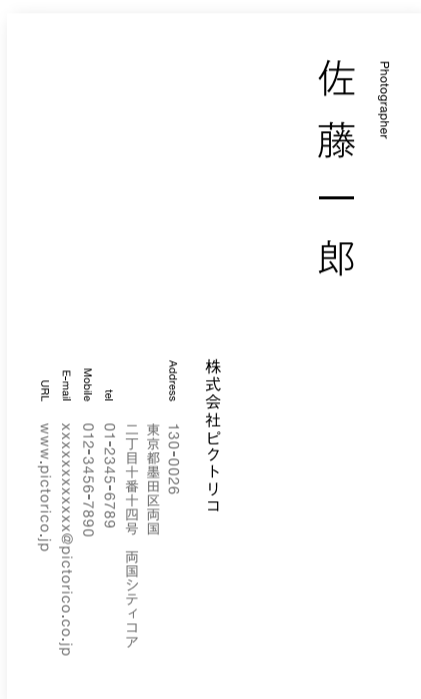 Photographer
佐藤一郎
株式会社ピクトリコ
Address 130-0026
東京都墨田区両国
二丁目十番十四号 両国シティコア
tel 01-2345-6789
Mobile 012-3456-7890
E-mail xxxxxxxxxxxx@pictorico.co.jp
URL www.pictorico.jp